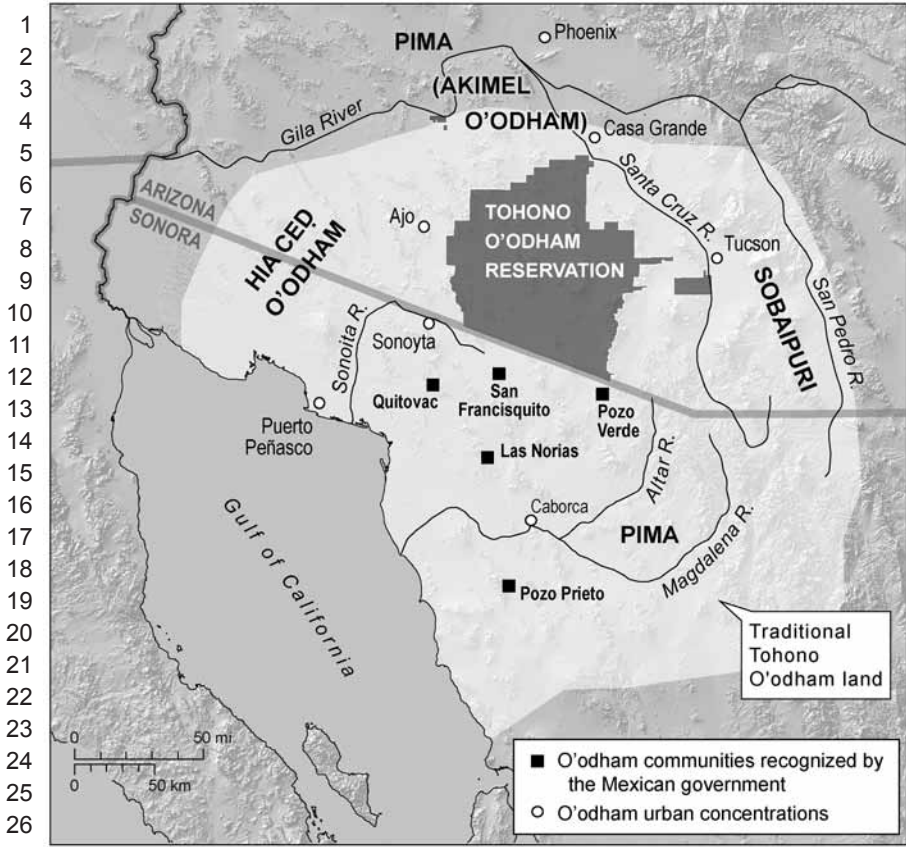 1
2
3
4
5
6
7
8
9
10
11
12
13
14
15
16
17
18
19
20
21
22
23
24
25
26
Phoenix
PIMA
(AKIMEL
O'ODHAM)
Gila River
Casa Grande
ARIZONA
SONORA
Santa Cruz R.
HIA CEḐ
O'ODHAM
Ajo
TOHONO
O'ODHAM
RESERVATION
Tucson
SOBAIPURI
San Pedro R.
Sonoita R.
Sonoyta
Quitovac
San
Francisquito
Pozo
Verde
Puerto
Peñasco
Las Norias
Altar R.
Caborca
PIMA
Magdalena R.
Gulf of California
Pozo Prieto
Traditional
Tohono
O'odham land
0 50 mi
0 50 km
O'odham communities recognized by
the Mexican government
O'odham urban concentrations